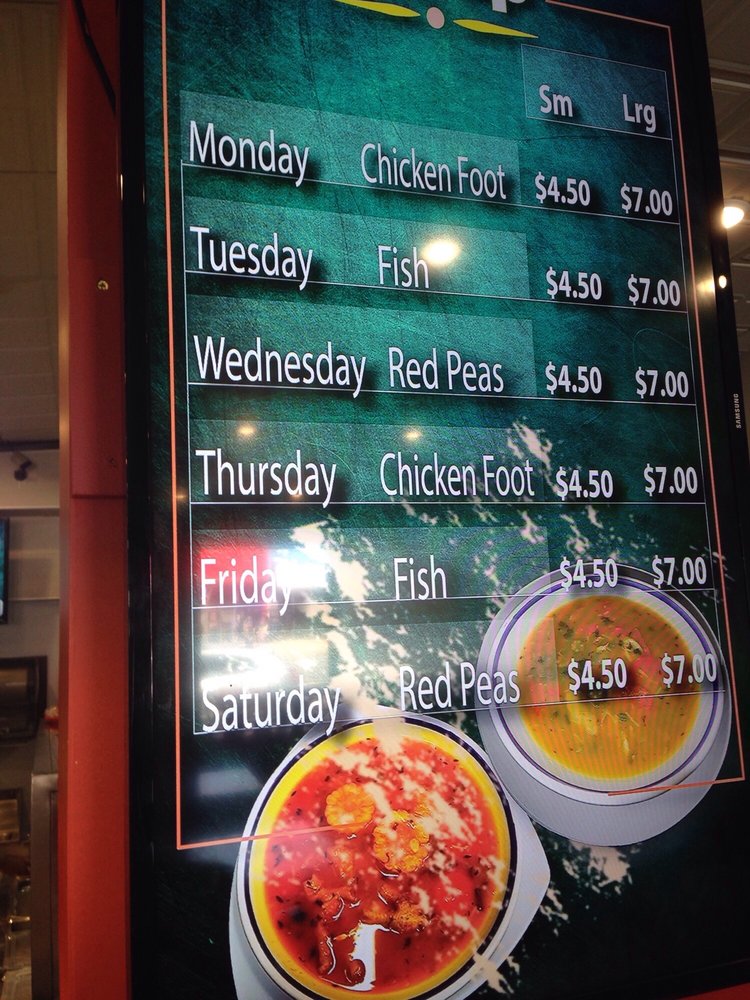 Sm Lrg
Monday Chicken Foot $4.50 $7.00
Tuesday Fish $4.50 $7.00
Wednesday Red Peas $4.50 $7.00
Thursday Chicken Foot $4.50 $7.00
Friday Fish $4.50 $7.00
Saturday Red Peas $4.50 $7.00
SAMSUNG